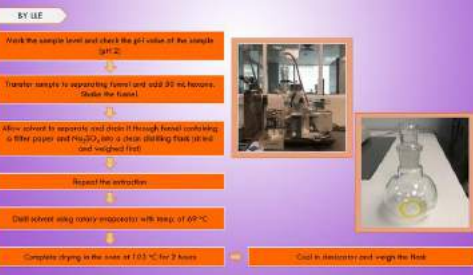 BY LLE
Mark the sample level and check the pH value of the sample
(pH 2)
Transfer sample to separating funnel and add 30 mL hexane.
Shake the funnel.
Allow solvent to separate and drain it through funnel containing
a filter paper and Na₂SO₄ into a clean distilling flask (dried
and weighed first)
Repeat the extraction
Distill solvent using rotary evaporator with temp. of 69 °C
Complete drying in the oven at 103 °C for 2 hours
Cool in desiccator and weigh the flask